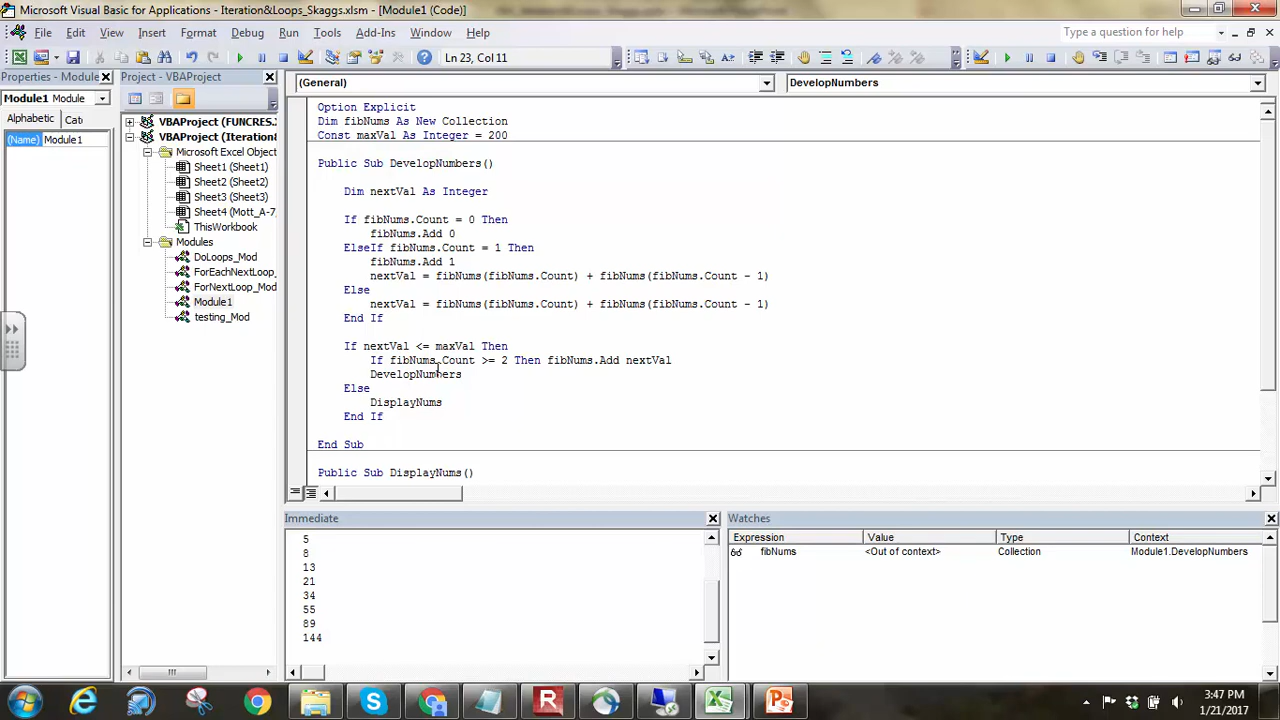 Microsoft Visual Basic for Applications - Iteration&Loops_Skaggs.xlsm - [Module1 (Code)]
File Edit View Insert Format Debug Run Tools Add-Ins Window Help
Type a question for help
Ln 23, Col 11
Properties - Module
Module1 Module
Alphabetic
Cat
(Name) Module1
Project - VBAProject
VBAProject (FUNCRES.X
VBAProject (Iteration&
Microsoft Excel Object
Sheet1 (Sheet1)
Sheet2 (Sheet2)
Sheet3 (Sheet3)
Sheet4 (Mott_A-7,
ThisWorkbook
Modules
DoLoops_Mod
ForEachNextLoop_
ForNextLoop_Mod
Module1
testing_Mod
(General)
DevelopNumbers
Option Explicit
Dim fibNums As New Collection
Const maxVal As Integer = 200
Public Sub DevelopNumbers()
Dim nextVal As Integer
If fibNums.Count = 0 Then
fibNums.Add 0
ElseIf fibNums.Count = 1 Then
fibNums.Add 1
nextVal = fibNums(fibNums.Count) + fibNums(fibNums.Count - 1)
Else
nextVal = fibNums(fibNums.Count) + fibNums(fibNums.Count - 1)
End If
If nextVal <= maxVal Then
If fibNums.Count >= 2 Then fibNums.Add nextVal
DevelopNumbers
Else
DisplayNums
End If
End Sub
Public Sub DisplayNums()
Immediate
5
8
13
21
34
55
89
144
Watches
Expression Value Type Context
fibNums <Out of context> Collection Module1.DevelopNumbers
3:47 PM
1/21/2017